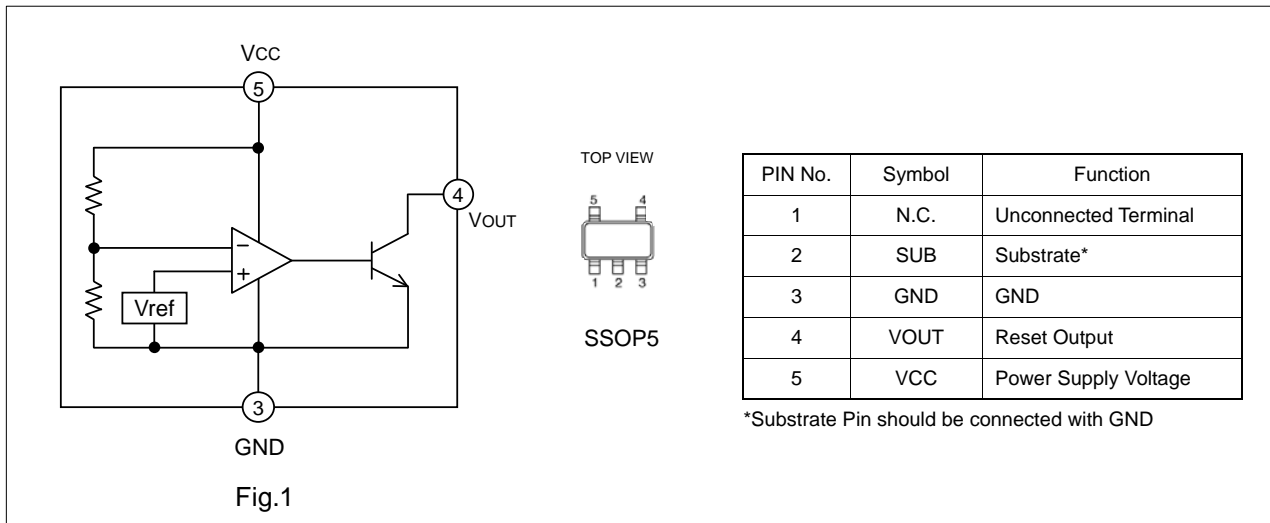 VCC
5
4
VOUT
−
+
Vref
3
GND
Fig.1
TOP VIEW
5 4
1 2 3
SSOP5
PIN No. Symbol Function
1 N.C. Unconnected Terminal
2 SUB Substrate*
3 GND GND
4 VOUT Reset Output
5 VCC Power Supply Voltage
*Substrate Pin should be connected with GND